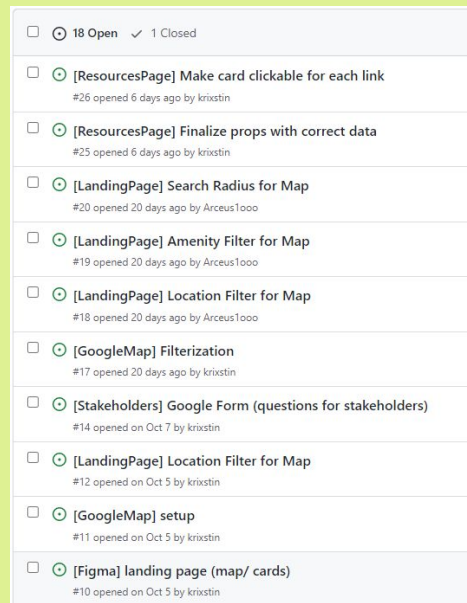 18 Open 1 Closed
[ResourcesPage] Make card clickable for each link
#26 opened 6 days ago by krixstin
[ResourcesPage] Finalize props with correct data
#25 opened 6 days ago by krixstin
[LandingPage] Search Radius for Map
#20 opened 20 days ago by Arceus1ooo
[LandingPage] Amenity Filter for Map
#19 opened 20 days ago by Arceus1ooo
[LandingPage] Location Filter for Map
#18 opened 20 days ago by Arceus1ooo
[GoogleMap] Filterization
#17 opened 20 days ago by krixstin
[Stakeholders] Google Form (questions for stakeholders)
#14 opened on Oct 7 by krixstin
[LandingPage] Location Filter for Map
#12 opened on Oct 5 by krixstin
[GoogleMap] setup
#11 opened on Oct 5 by krixstin
[Figma] landing page (map/ cards)
#10 opened on Oct 5 by krixstin